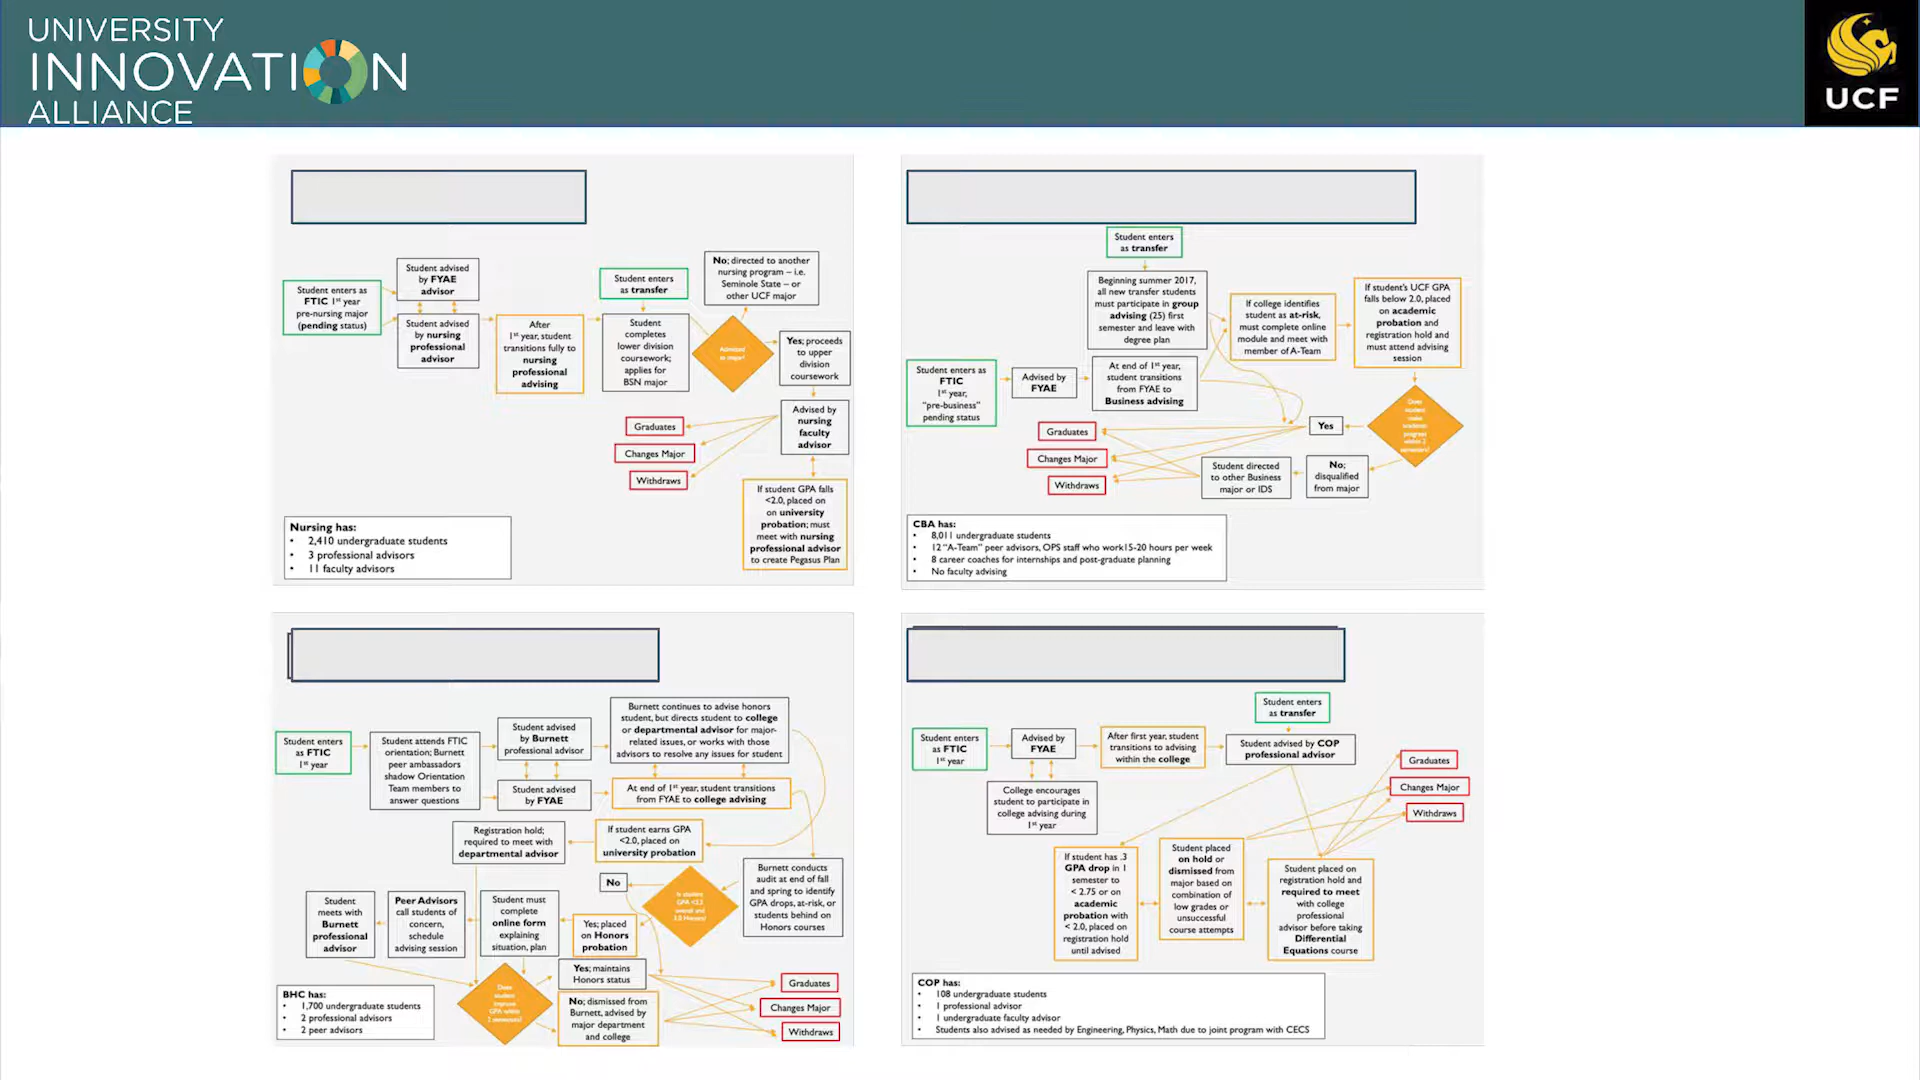 UNIVERSITY
INNOVATION
ALLIANCE
UCF
Student enters as
FTIC 1st year
pre-nursing major
(pending status)
Student advised
by FYAE
advisor
Student advised
by nursing
professional
advisor
After
1st year, student
transitions fully to
nursing
professional
advising
Student enters
as transfer
Student
completes
lower division
coursework;
applies for
BSN major
No; directed to another
nursing program – i.e.
Seminole State – or
other UCF major
Admitted
to major?
Yes; proceeds
to upper
division
coursework
Advised by
nursing
faculty
advisor
Graduates
Changes Major
Withdraws
If student GPA falls
<2.0, placed on
on university
probation; must
meet with nursing
professional advisor
to create Pegasus Plan
Nursing has:
• 2,410 undergraduate students
• 3 professional advisors
• 11 faculty advisors
Student enters
as transfer
Beginning summer 2017,
all new transfer students
must participate in group
advising (25) first
semester and leave with
degree plan
If college identifies
student as at-risk,
must complete online
module and meet with
member of A-Team
If student's UCF GPA
falls below 2.0, placed
on academic
probation and
registration hold and
must attend advising
session
Student enters as
FTIC
1st year,
"pre-business"
pending status
Advised by
FYAE
At end of 1st year,
student transitions
from FYAE to
Business advising
Does
student
make
academic
progress
within 2
semesters?
Yes
Graduates
Changes Major
Withdraws
Student directed
to other Business
major or IDS
No;
disqualified
from major
CBA has:
• 8,011 undergraduate students
• 12 "A-Team" peer advisors, OPS staff who work15-20 hours per week
• 8 career coaches for internships and post-graduate planning
• No faculty advising
Student enters
as FTIC
1st year
Student attends FTIC
orientation; Burnett
peer ambassadors
shadow Orientation
Team members to
answer questions
Student advised
by Burnett
professional advisor
Student advised
by FYAE
Burnett continues to advise honors
student, but directs student to college
or departmental advisor for major-
related issues, or works with those
advisors to resolve any issues for student
At end of 1st year, student transitions
from FYAE to college advising
Registration hold;
required to meet with
departmental advisor
If student earns GPA
<2.0, placed on
university probation
Burnett conducts
audit at end of fall
and spring to identify
GPA drops, at-risk, or
students behind on
Honors courses
No
Is student
GPA <3.2
overall and
3.0 Honors?
Student
meets with
Burnett
professional
advisor
Peer Advisors
call students of
concern,
schedule
advising session
Student must
complete
online form
explaining
situation, plan
Yes; placed
on Honors
probation
Does
student
improve
GPA within
2 semesters?
Yes; maintains
Honors status
No; dismissed from
Burnett, advised by
major department
and college
Graduates
Changes Major
Withdraws
BHC has:
• 1,700 undergraduate students
• 2 professional advisors
• 2 peer advisors
Student enters
as transfer
Student enters
as FTIC
1st year
Advised by
FYAE
After first year, student
transitions to advising
within the college
Student advised by COP
professional advisor
College encourages
student to participate in
college advising during
1st year
Graduates
Changes Major
Withdraws
If student has .3
GPA drop in 1
semester to
< 2.75 or on
academic
probation with
< 2.0, placed on
registration hold
until advised
Student placed
on hold or
dismissed from
major based on
combination of
low grades or
unsuccessful
course attempts
Student placed on
registration hold and
required to meet
with college
professional
advisor before taking
Differential
Equations course
COP has:
• 108 undergraduate students
• 1 professional advisor
• 1 undergraduate faculty advisor
• Students also advised as needed by Engineering, Physics, Math due to joint program with CECS